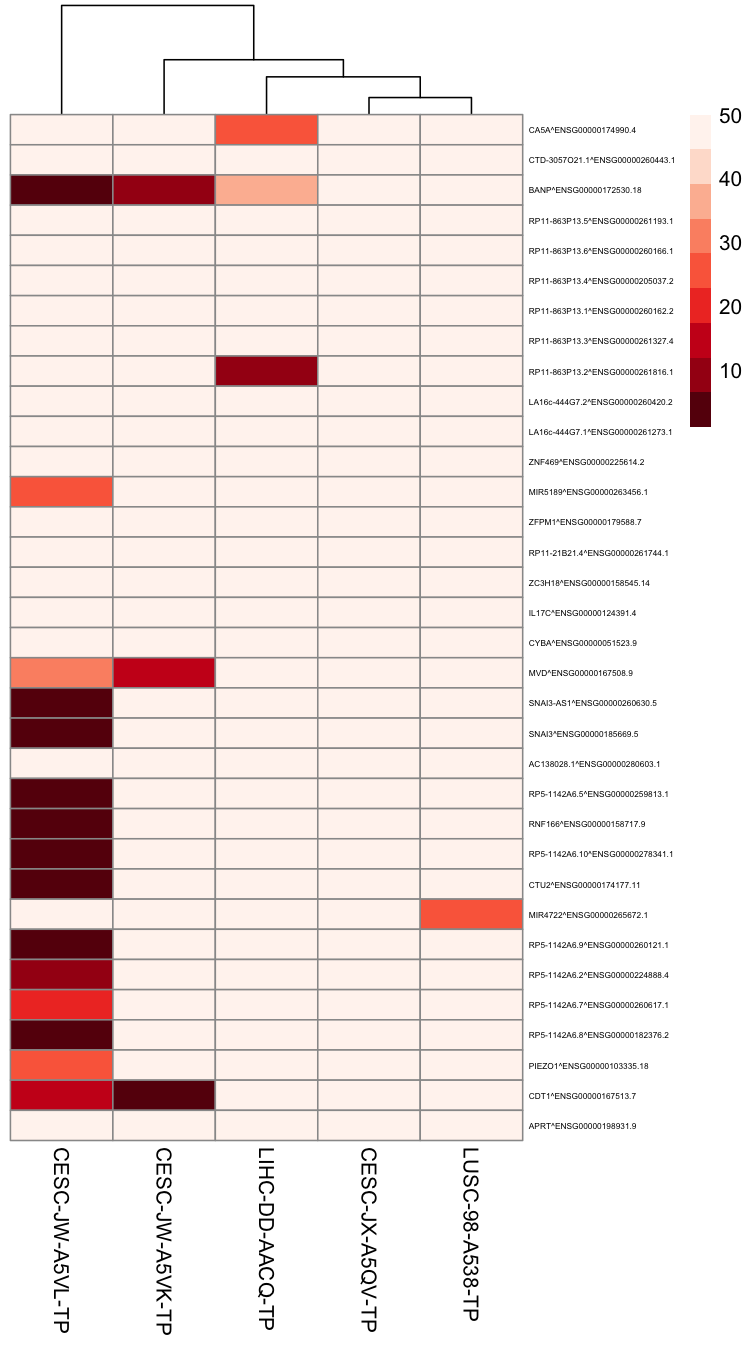 50
40
30
20
10
CA5A^ENSG00000174990.4
CTD-3057O21.1^ENSG00000260443.1
BANP^ENSG00000172530.18
RP11-863P13.5^ENSG00000261193.1
RP11-863P13.6^ENSG00000260166.1
RP11-863P13.4^ENSG00000205037.2
RP11-863P13.1^ENSG00000260162.2
RP11-863P13.3^ENSG00000261327.4
RP11-863P13.2^ENSG00000261816.1
LA16c-444G7.2^ENSG00000260420.2
LA16c-444G7.1^ENSG00000261273.1
ZNF469^ENSG00000225614.2
MIR5189^ENSG00000263456.1
ZFPM1^ENSG00000179588.7
RP11-21B21.4^ENSG00000261744.1
ZC3H18^ENSG00000158545.14
IL17C^ENSG00000124391.4
CYBA^ENSG00000051523.9
MVD^ENSG00000167508.9
SNAI3-AS1^ENSG00000260630.5
SNAI3^ENSG00000185669.5
AC138028.1^ENSG00000280603.1
RP5-1142A6.5^ENSG00000259813.1
RNF166^ENSG00000158717.9
RP5-1142A6.10^ENSG00000278341.1
CTU2^ENSG00000174177.11
MIR4722^ENSG00000265672.1
RP5-1142A6.9^ENSG00000260121.1
RP5-1142A6.2^ENSG00000224888.4
RP5-1142A6.7^ENSG00000260617.1
RP5-1142A6.8^ENSG00000182376.2
PIEZO1^ENSG00000103335.18
CDT1^ENSG00000167513.7
APRT^ENSG00000198931.9
CESC-JW-A5VL-TP
CESC-JW-A5VK-TP
LIHC-DD-AACQ-TP
CESC-JX-A5QV-TP
LUSC-98-A538-TP